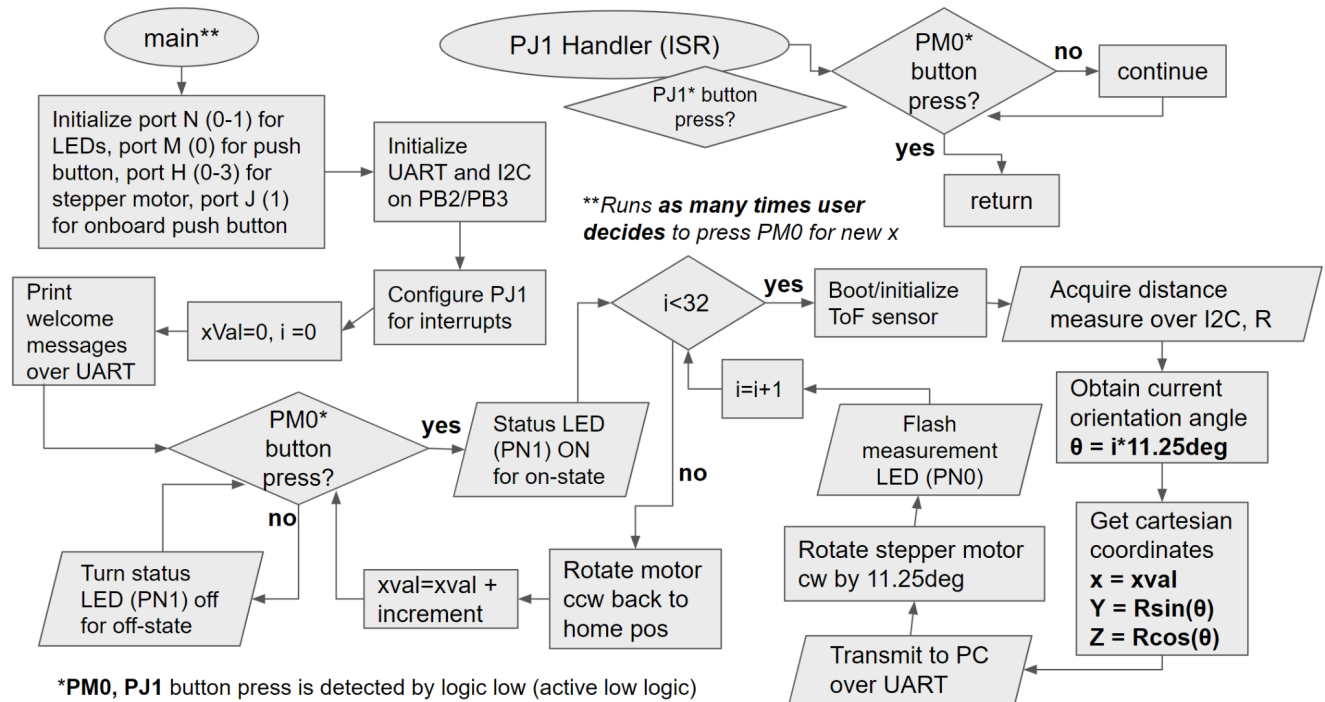 main**
PJ1 Handler (ISR)
PJ1* button
press?
PM0*
button
press?
no
continue
yes
return
Initialize port N (0-1) for
LEDs, port M (0) for push
button, port H (0-3) for
stepper motor, port J (1)
for onboard push button
Initialize
UART and I2C
on PB2/PB3
**Runs as many times user
decides to press PM0 for new x
Configure PJ1
for interrupts
xVal=0, i =0
Print
welcome
messages
over UART
PM0*
button
press?
yes
no
Turn status
LED (PN1) off
for off-state
Status LED
(PN1) ON
for on-state
i<32
yes
no
Boot/initialize
ToF sensor
Acquire distance
measure over I2C, R
Obtain current
orientation angle
θ = i*11.25deg
Get cartesian
coordinates
x = xval
Y = Rsin(θ)
Z = Rcos(θ)
Transmit to PC
over UART
Rotate stepper motor
cw by 11.25deg
Flash
measurement
LED (PN0)
i=i+1
Rotate motor
ccw back to
home pos
xval=xval +
increment
*PM0, PJ1 button press is detected by logic low (active low logic)